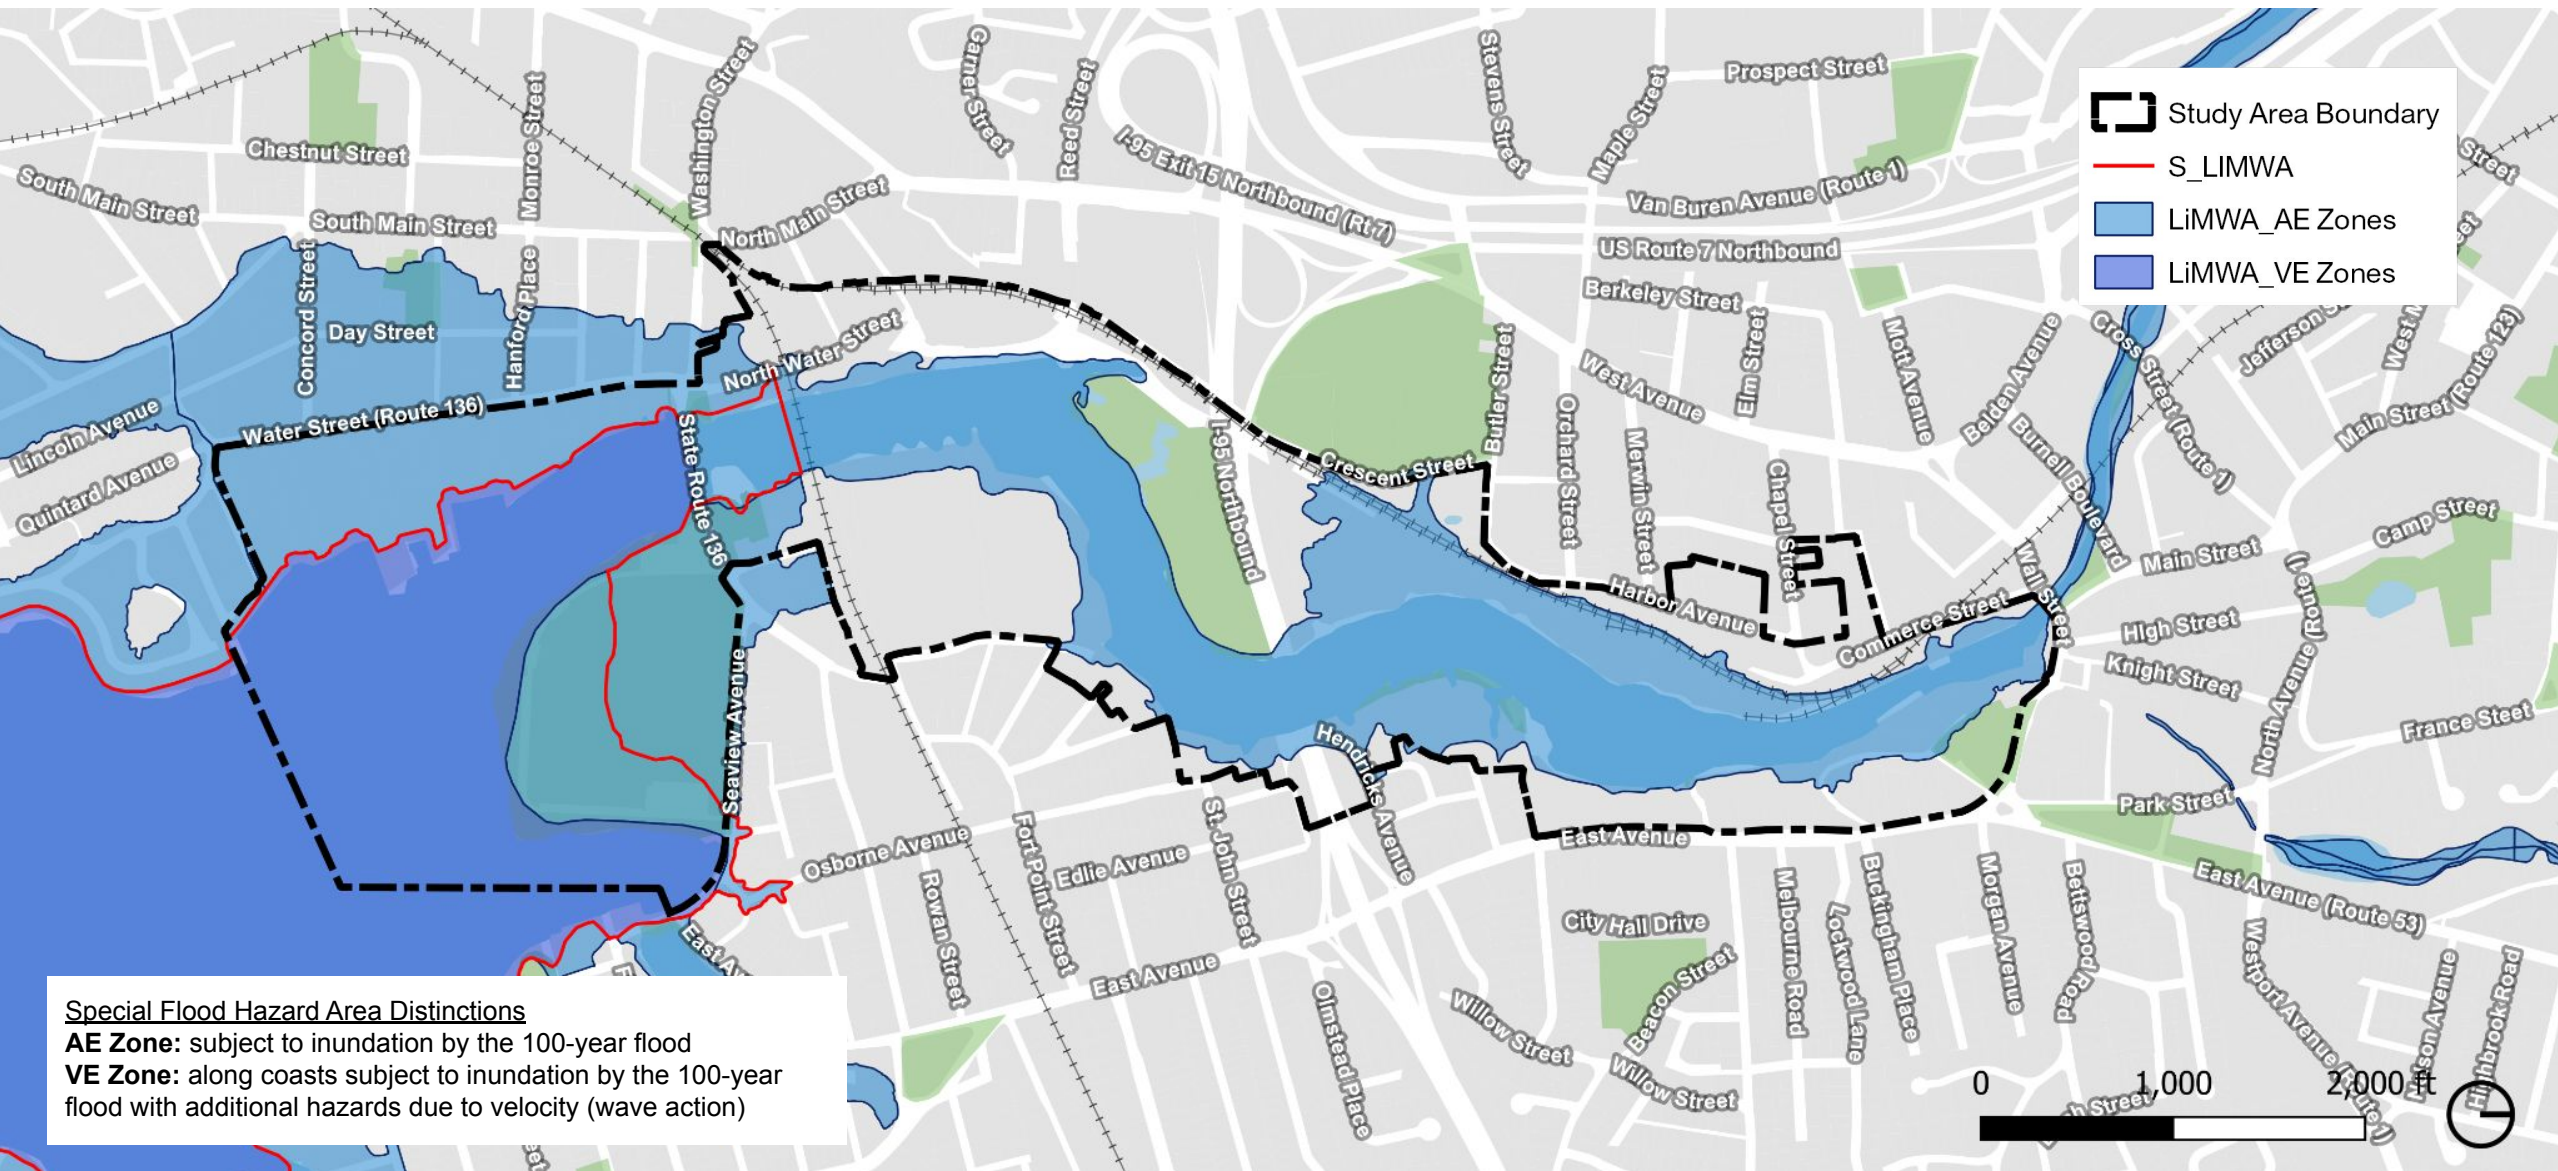 Garner Street
Reed Street
Stevens Street
Maple Street
Prospect Street
Washington Street
Monroe Street
Chestnut Street
I-95 Exit 15 Northbound (Rt 7)
Van Buren Avenue (Route 1)
Study Area Boundary
S_LIMWA
LiMWA_AE Zones
LiMWA_VE Zones
Street
South Main Street
South Main Street
North Main Street
US Route 7 Northbound
Berkeley Street
Concord Street
Hanford Place
Day Street
North Water Street
Butler Street
West Avenue
Elm Street
Mott Avenue
Belden Avenue
Cross Street (Route 1)
Main Street (Route 123)
Lincoln Avenue
Quintard Avenue
Water Street (Route 136)
State Route 136
I-95 Northbound
Crescent Street
Orchard Street
Merwin Street
Chapel Street
Burnell Boulevard
Camp Street
Main Street
Wall Street
Harbor Avenue
Commerce Street
High Street
Knight Street
North Avenue (Route 1)
France Steet
Seaview Avenue
Hendricks Avenue
Park Street
East Avenue
Osborne Avenue
Fort Point Street
Edlie Avenue
St. John Street
Rowan Street
City Hall Drive
Beacon Street
Melbourne Road
Lockwood Lane
Buckingham Place
Morgan Avenue
Bettswood Road
East Avenue (Route 53)
Westport Avenue (Route 1)
East Avenue
Olmstead Place
Willow Street
Willow Street
Special Flood Hazard Area Distinctions
AE Zone: subject to inundation by the 100-year flood
VE Zone: along coasts subject to inundation by the 100-year
flood with additional hazards due to velocity (wave action)
0 1,000 2,000 ft